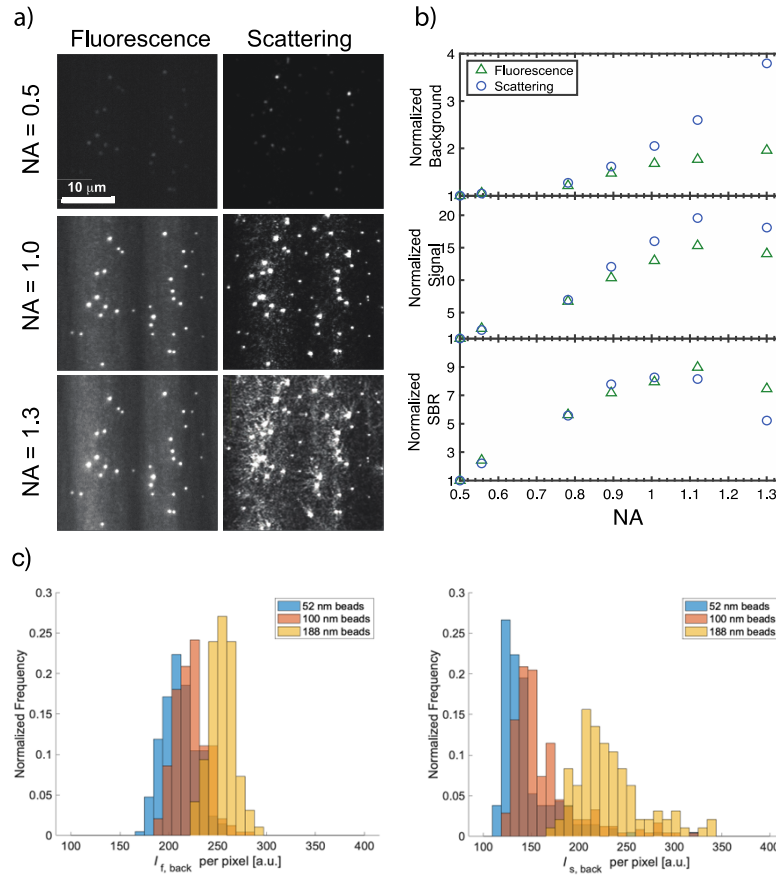 a)
Fluorescence Scattering
NA = 0.5
10 μm
NA = 1.0
NA = 1.3
b)
4
Fluorescence
Scattering
Normalized
Background
2
1
20
15
Normalized
Signal
10
5
1
9
7
Normalized
SBR
5
3
1
0.5 0.6 0.7 0.8 0.9 1 1.1 1.2 1.3
NA
c)
0.3
52 nm beads
100 nm beads
188 nm beads
0.25
0.2
Normalized Frequency
0.15
0.1
0.05
0
100 150 200 250 300 350 400
I f, back per pixel [a.u.]
0.3
52 nm beads
100 nm beads
188 nm beads
0.25
0.2
Normalized Frequency
0.15
0.1
0.05
0
100 150 200 250 300 350 400
I s, back per pixel [a.u.]